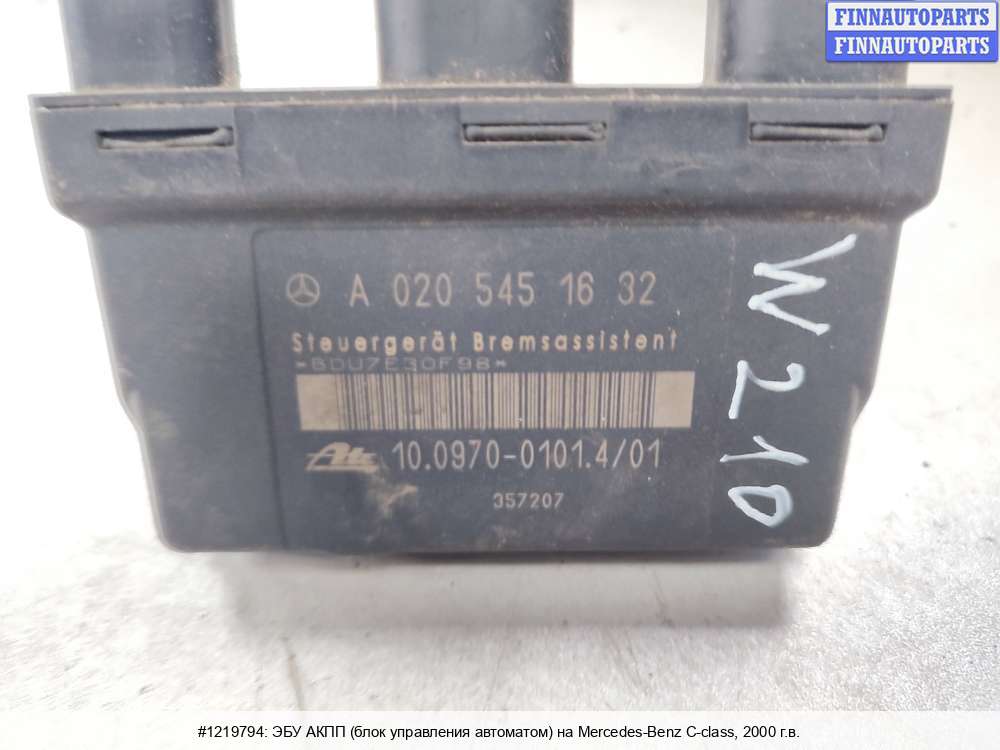 FINNAUTOPARTS
FINNAUTOPARTS
A 020 545 16 32
Steuergerät Bremsassistent
*BDU7E30F98*
Ate 10.0970-0101.4/01
357207
W210
#1219794: ЭБУ АКПП (блок управления автоматом) на Mercedes-Benz C-class, 2000 г.в.